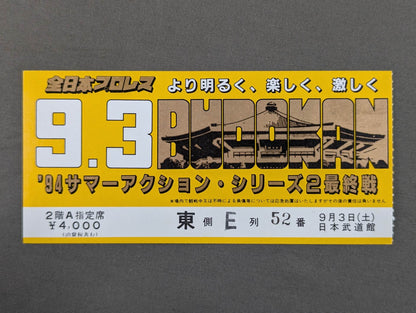 全日本プロレス
より明るく、楽しく、激しく
9.3 BUDOKAN
'94サマーアクション・シリーズ2最終戦
2階A指定席
¥4,000
東側E列52番
9月3日(土)
日本武道館